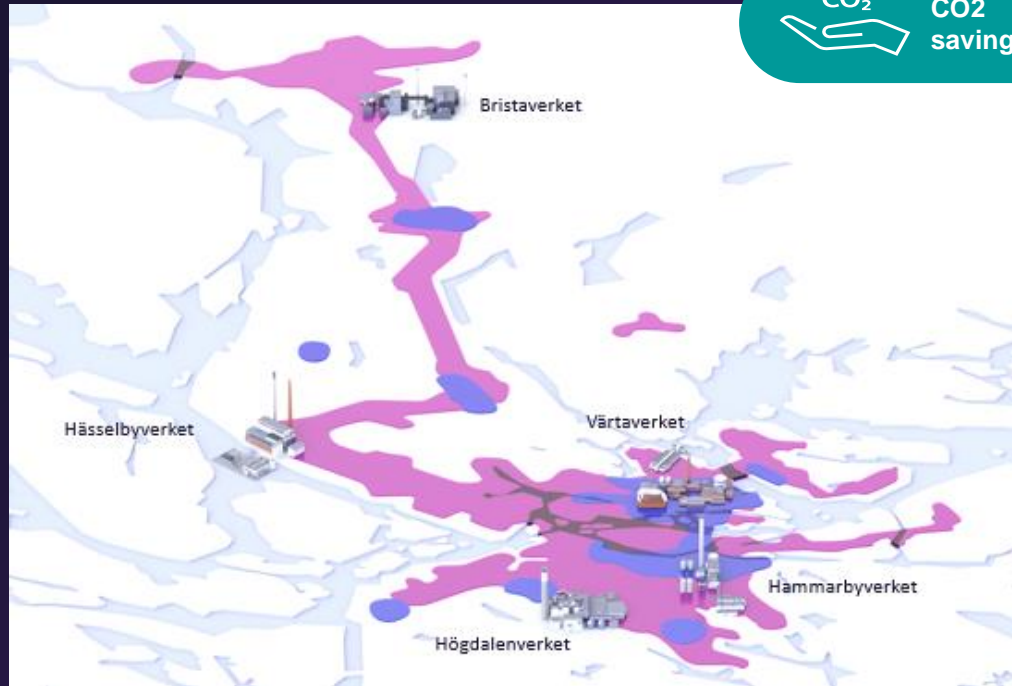 CO₂
CO2
saving
Bristaverket
Hässelbyverket
Värtaverket
Hammarbyverket
Högdalenverket